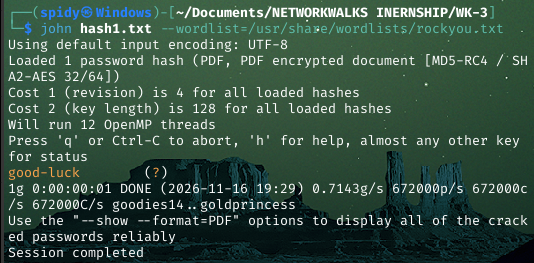 ┌──(spidy㉿Windows)-[~/Documents/NETWORKWALKS INERNSHIP/WK-3]
└─$ john hash1.txt --wordlist=/usr/share/wordlists/rockyou.txt
Using default input encoding: UTF-8
Loaded 1 password hash (PDF, PDF encrypted document [MD5-RC4 / SH
A2-AES 32/64])
Cost 1 (revision) is 4 for all loaded hashes
Cost 2 (key length) is 128 for all loaded hashes
Will run 12 OpenMP threads
Press 'q' or Ctrl-C to abort, 'h' for help, almost any other key
for status
good-luck        (?)
1g 0:00:00:01 DONE (2026-11-16 19:29) 0.7143g/s 672000p/s 672000c
/s 672000C/s goodies14..goldprincess
Use the "--show --format=PDF" options to display all of the crack
ed passwords reliably
Session completed